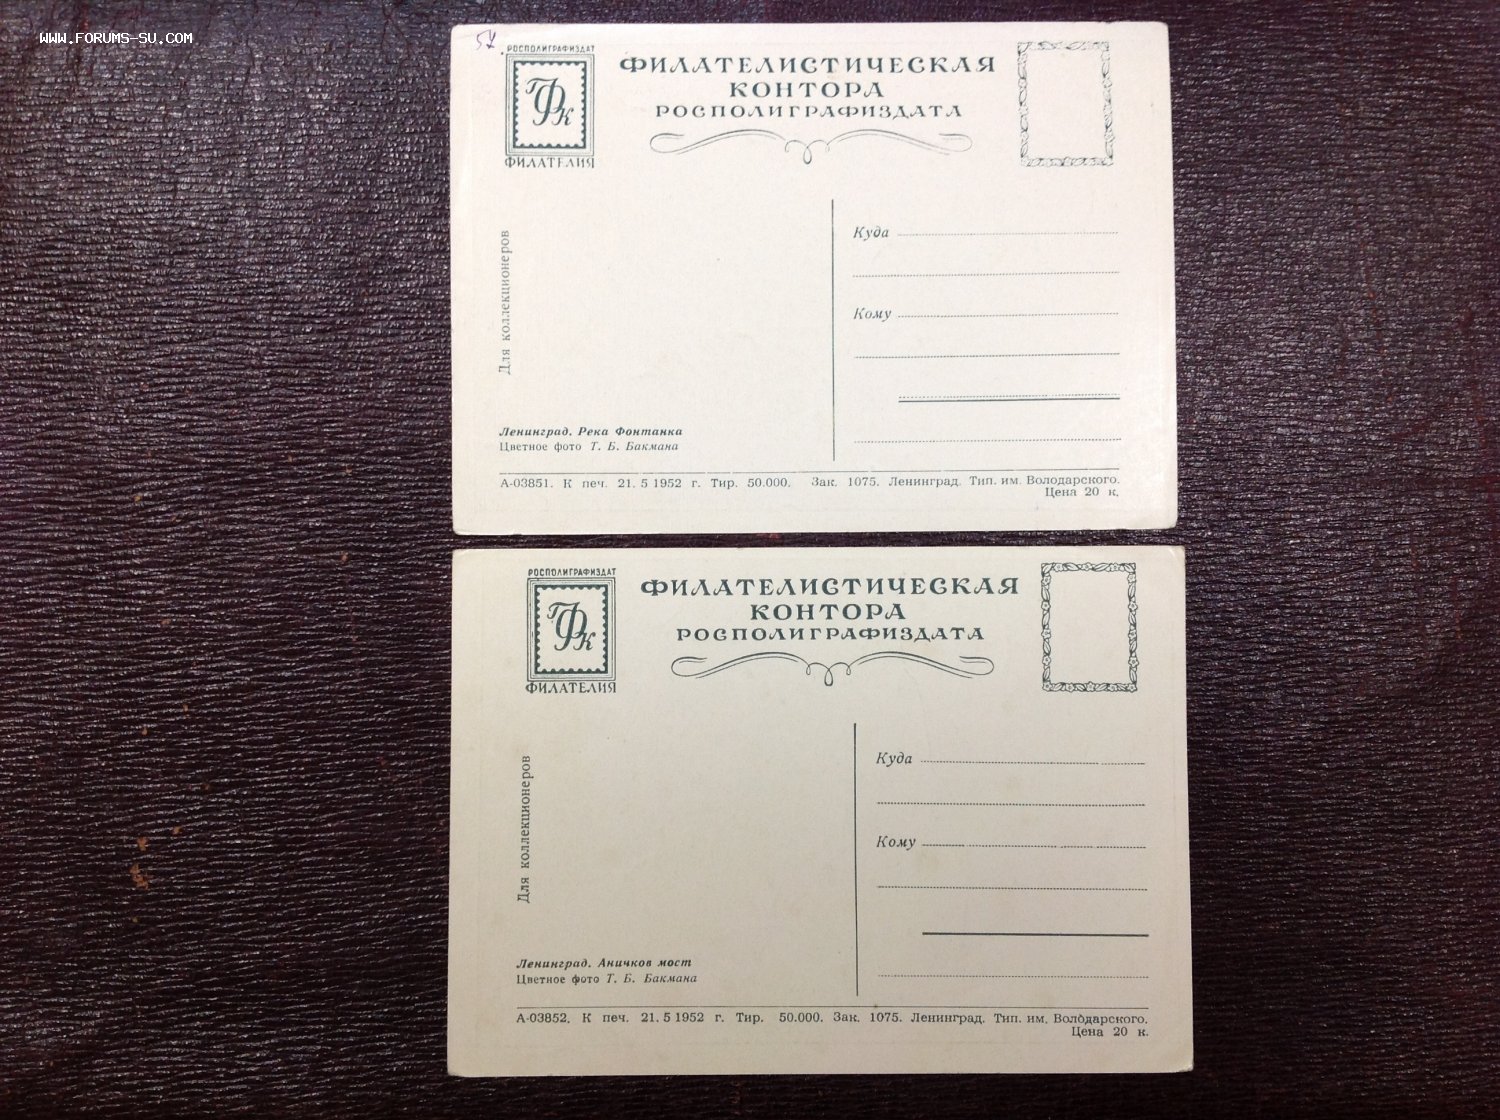 WWW.FORUMS-SU.COM
57.
РОСПОЛИГРАФИЗДАТ
ГФК
ФИЛАТЕЛИЯ
ФИЛАТЕЛИСТИЧЕСКАЯ
КОНТОРА
РОСПОЛИГРАФИЗДАТА
Для коллекционеров
Куда
Кому
Ленинград. Река Фонтанка
Цветное фото Т. Б. Бакмана
А-03851. К печ. 21. 5 1952 г. Тир. 50.000. Зак. 1075. Ленинград. Тип. им. Володарского.
Цена 20 к.
РОСПОЛИГРАФИЗДАТ
ГФК
ФИЛАТЕЛИЯ
ФИЛАТЕЛИСТИЧЕСКАЯ
КОНТОРА
РОСПОЛИГРАФИЗДАТА
Для коллекционеров
Куда
Кому
Ленинград. Аничков мост
Цветное фото Т. Б. Бакмана
А-03852. К печ. 21. 5 1952 г. Тир. 50.000. Зак. 1075. Ленинград. Тип. им. Володарского.
Цена 20 к.